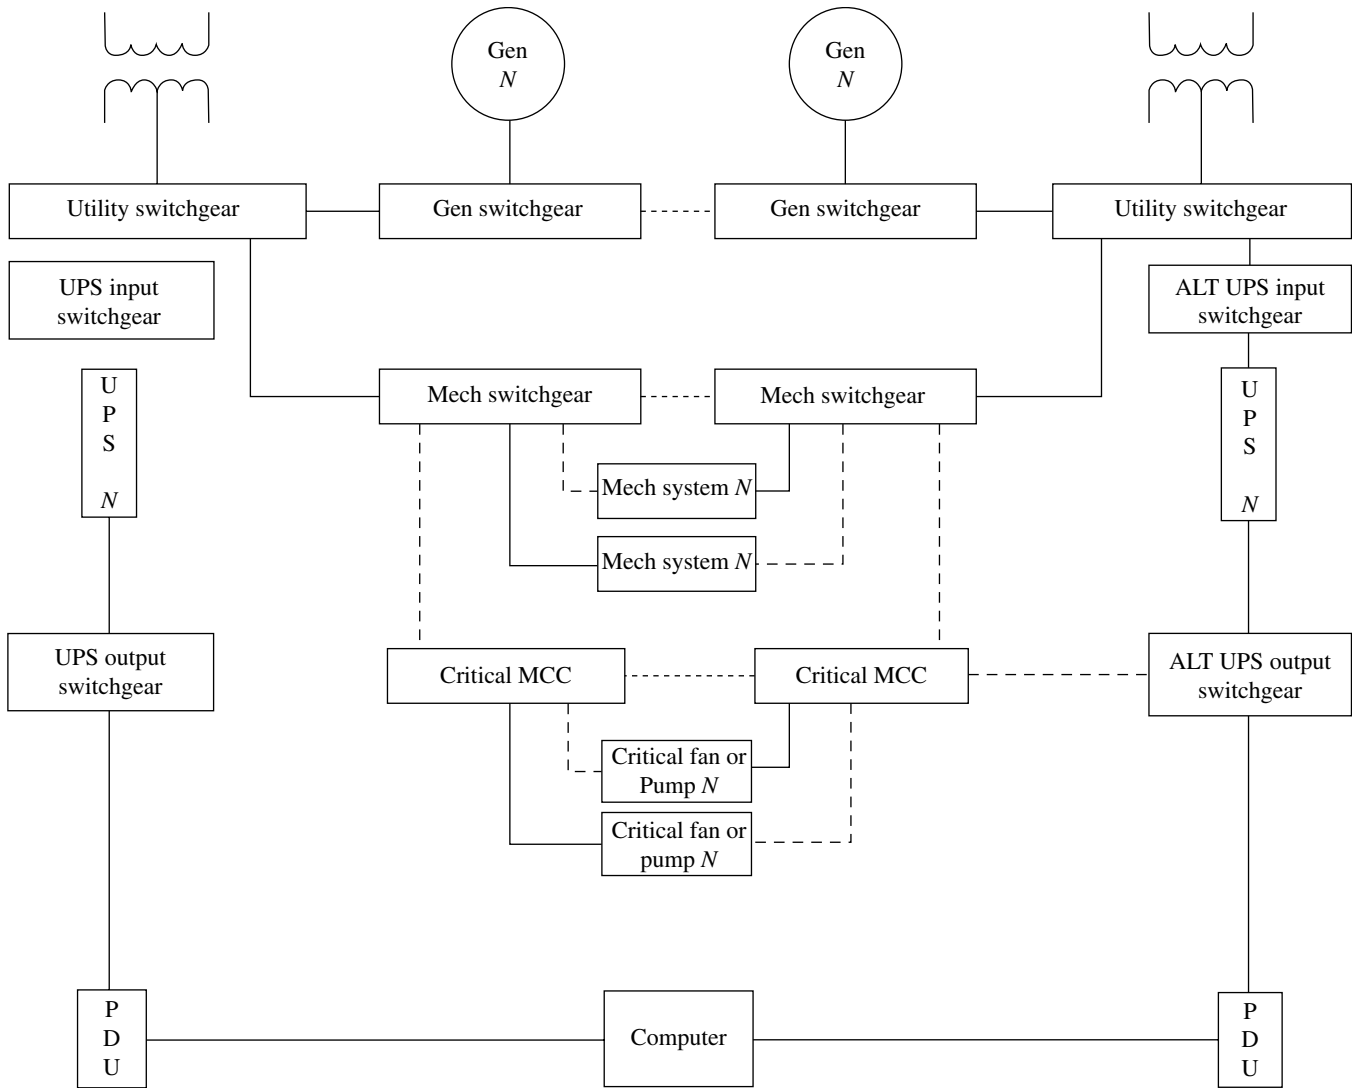 Gen
N
Gen
N
Utility switchgear
Gen switchgear
Gen switchgear
Utility switchgear
UPS input
switchgear
ALT UPS input
switchgear
U
P
S
N
Mech switchgear
Mech switchgear
U
P
S
N
Mech system N
Mech system N
UPS output
switchgear
Critical MCC
Critical MCC
ALT UPS output
switchgear
Critical fan or
Pump N
Critical fan or
pump N
P
D
U
Computer
P
D
U